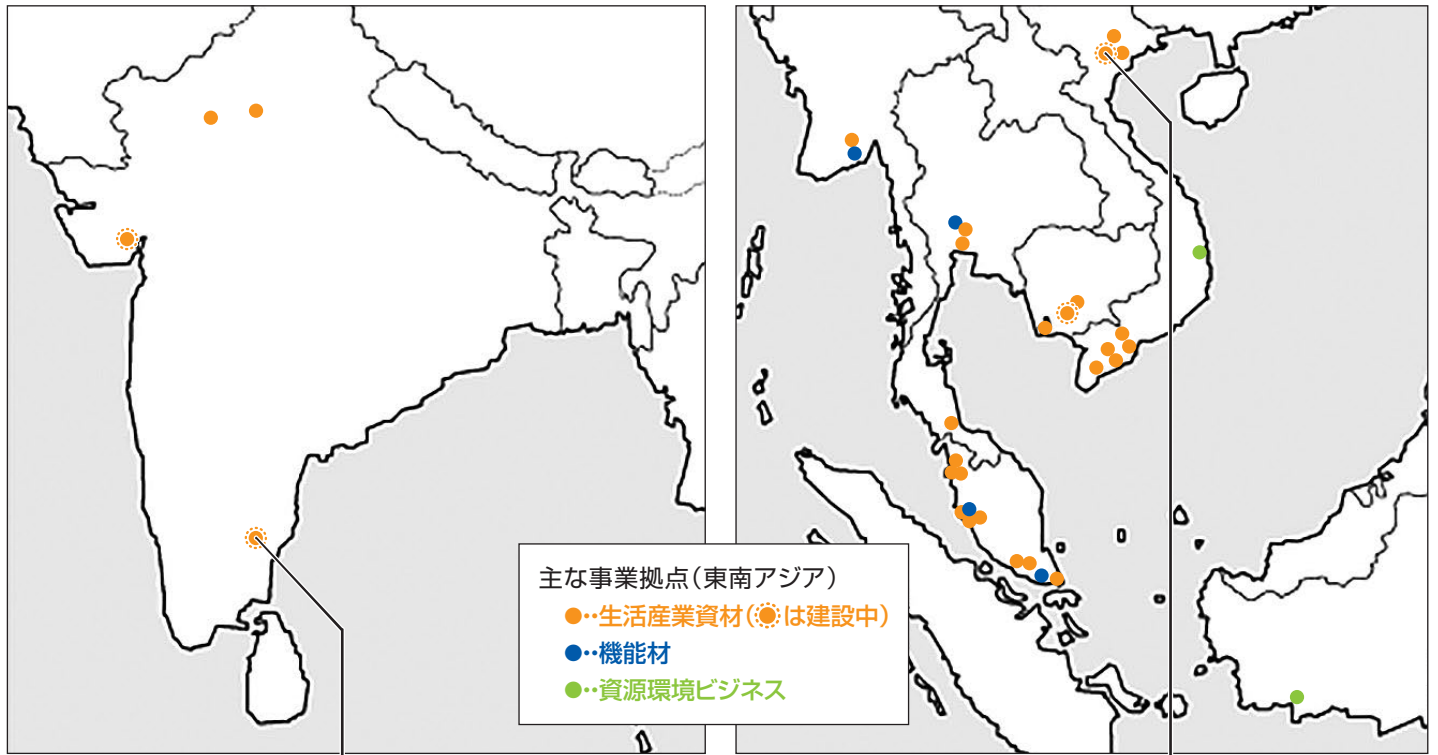 主な事業拠点(東南アジア)
●‥生活産業資材(●は建設中)
●‥機能材
●‥資源環境ビジネス